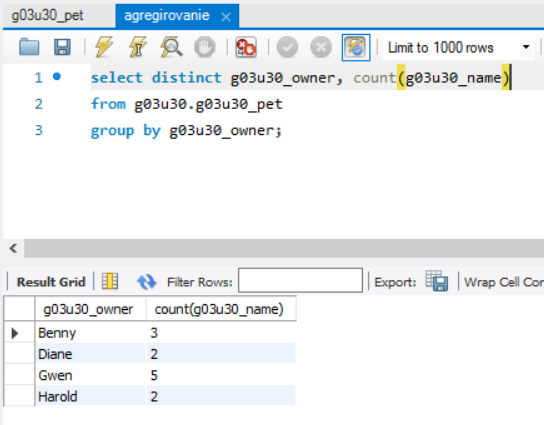 g03u30_pet agregirovanie
Limit to 1000 rows
1 select distinct g03u30_owner, count(g03u30_name)
2 from g03u30.g03u30_pet
3 group by g03u30_owner;
Result Grid Filter Rows: Export: Wrap Cell Cor
g03u30_owner count(g03u30_name)
Benny 3
Diane 2
Gwen 5
Harold 2